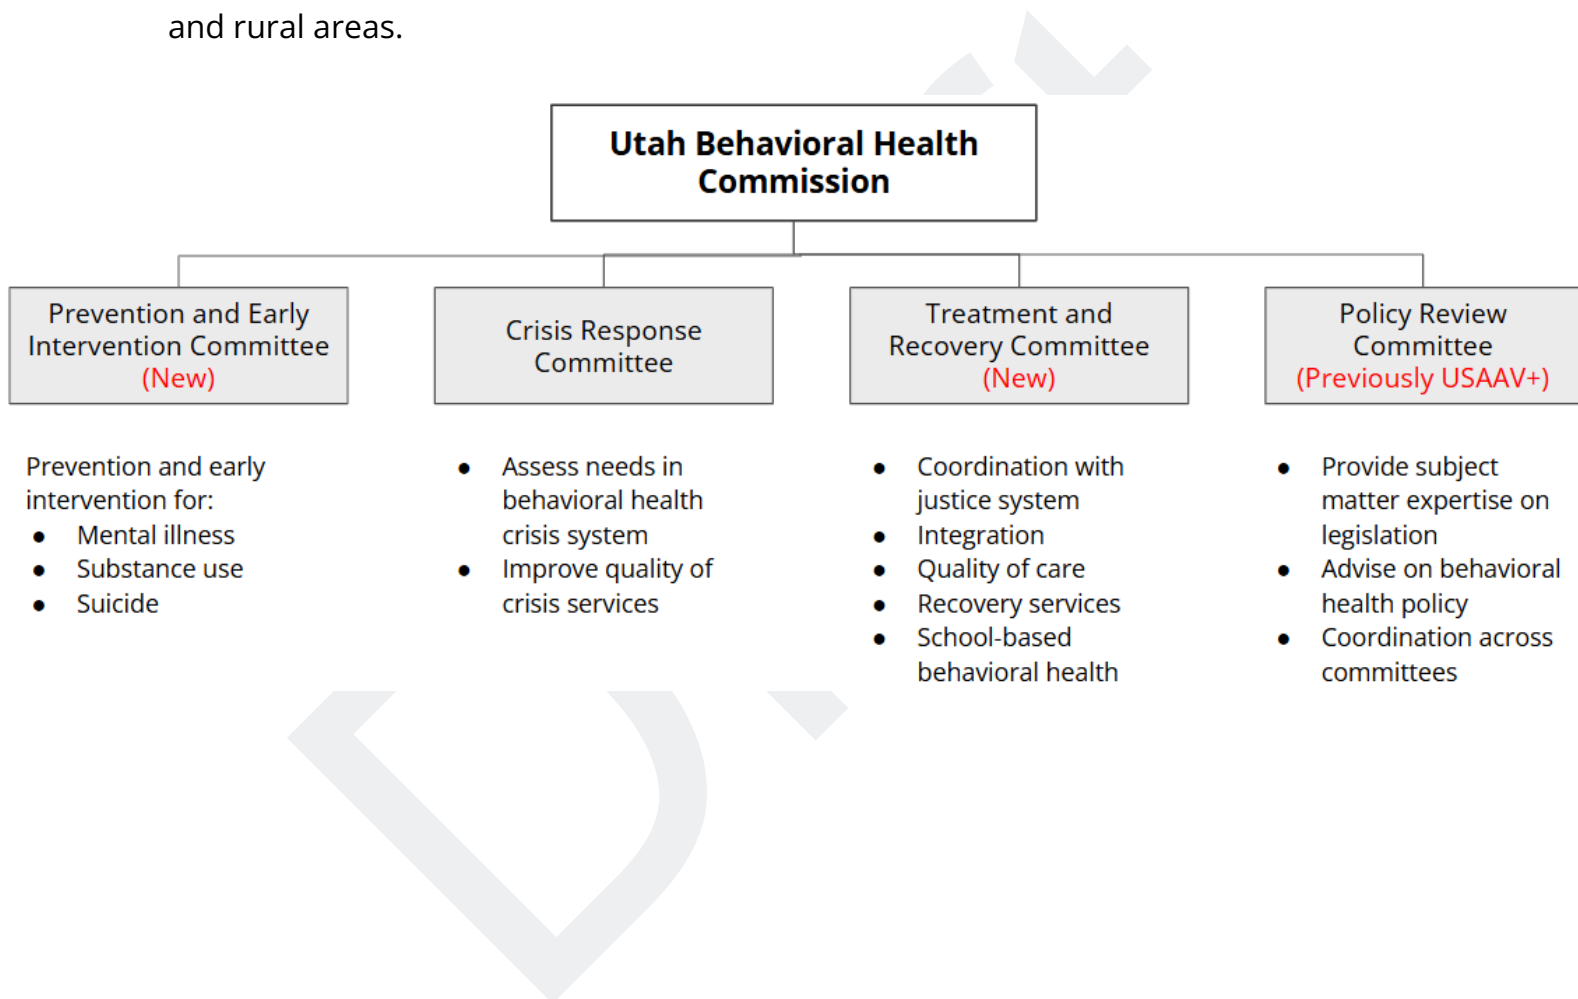 and rural areas.
Utah Behavioral Health
Commission
Prevention and Early
Intervention Committee
(New)
Crisis Response
Committee
Treatment and
Recovery Committee
(New)
Policy Review
Committee
(Previously USAAV+)
Prevention and early
intervention for:
● Mental illness
● Substance use
● Suicide
● Assess needs in
behavioral health
crisis system
● Improve quality of
crisis services
● Coordination with
justice system
● Integration
● Quality of care
● Recovery services
● School-based
behavioral health
● Provide subject
matter expertise on
legislation
● Advise on behavioral
health policy
● Coordination across
committees